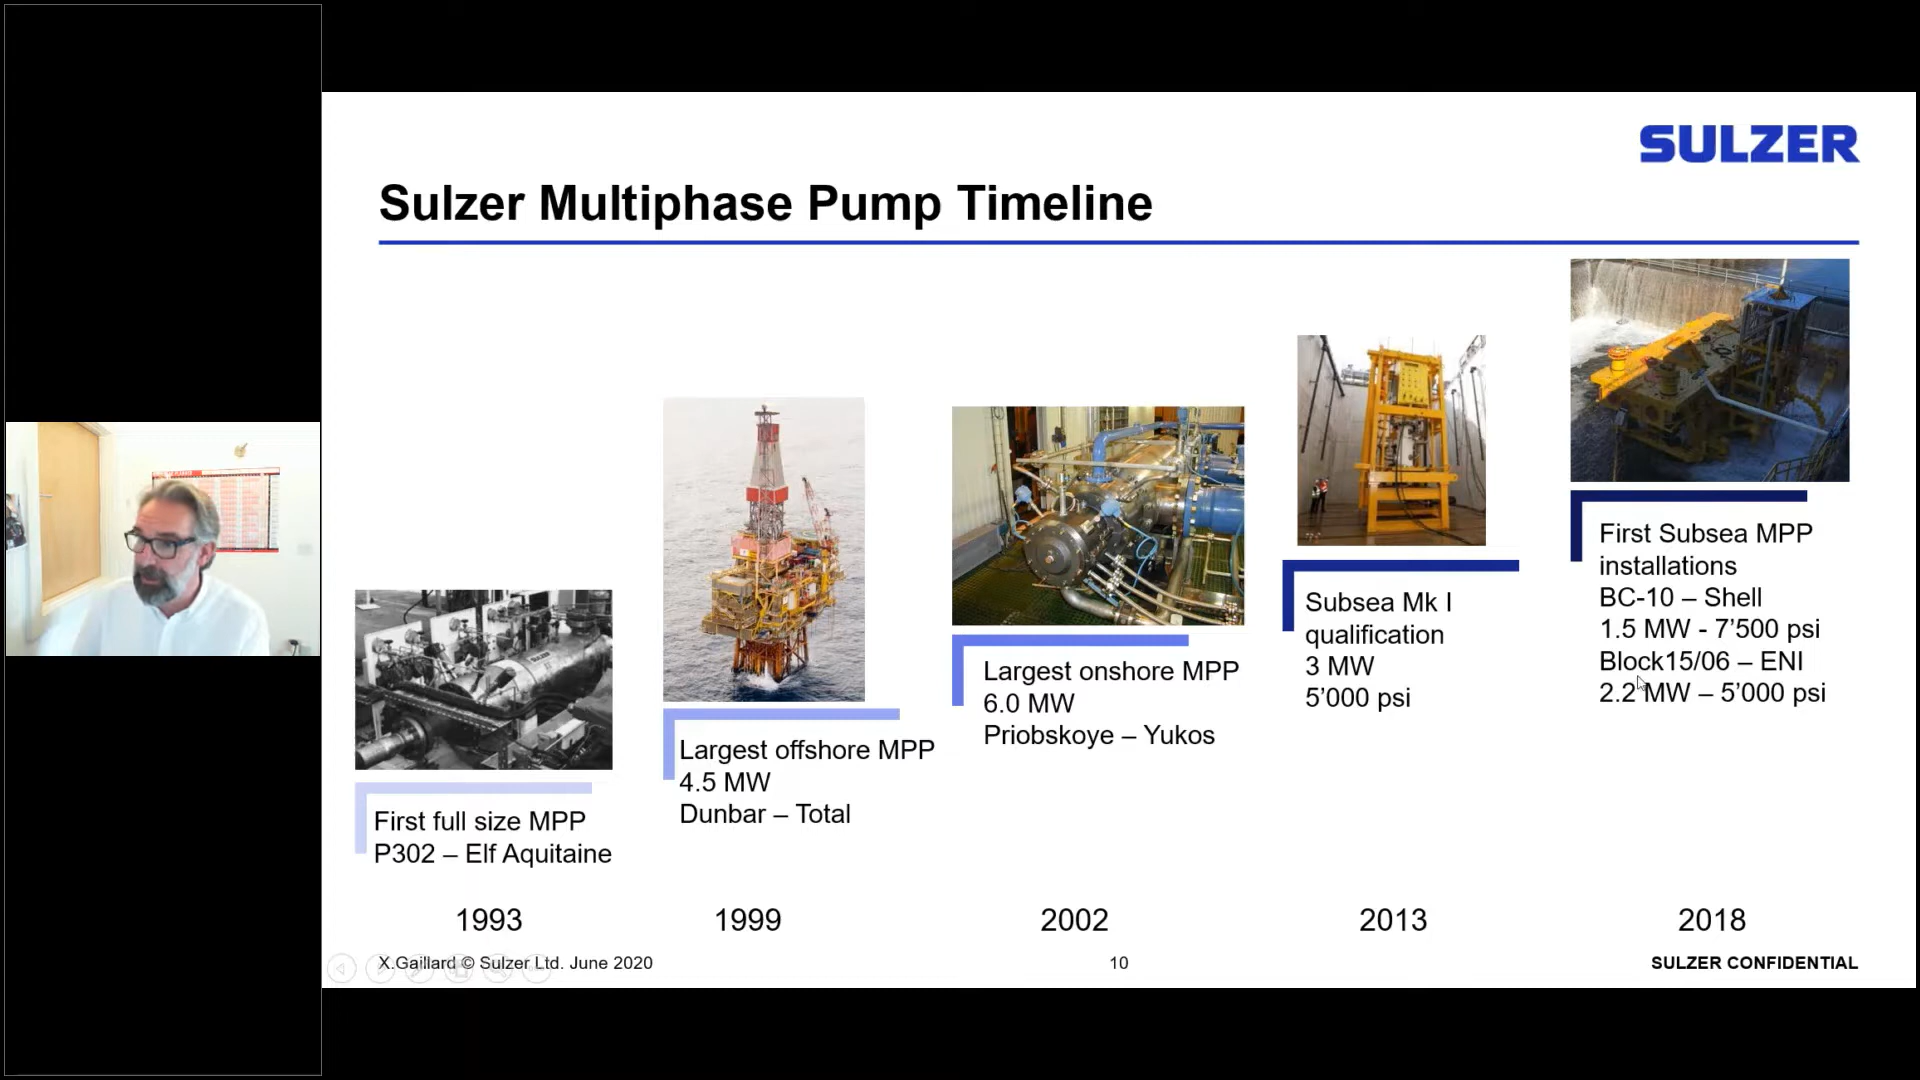 SULZER
Sulzer Multiphase Pump Timeline
First full size MPP
P302 – Elf Aquitaine
1993
Largest offshore MPP
4.5 MW
Dunbar – Total
1999
Largest onshore MPP
6.0 MW
Priobskoye – Yukos
2002
Subsea Mk I
qualification
3 MW
5’000 psi
2013
First Subsea MPP
installations
BC-10 – Shell
1.5 MW - 7’500 psi
Block15/06 – ENI
2.2 MW – 5’000 psi
2018
X.Gaillard © Sulzer Ltd. June 2020
10
SULZER CONFIDENTIAL